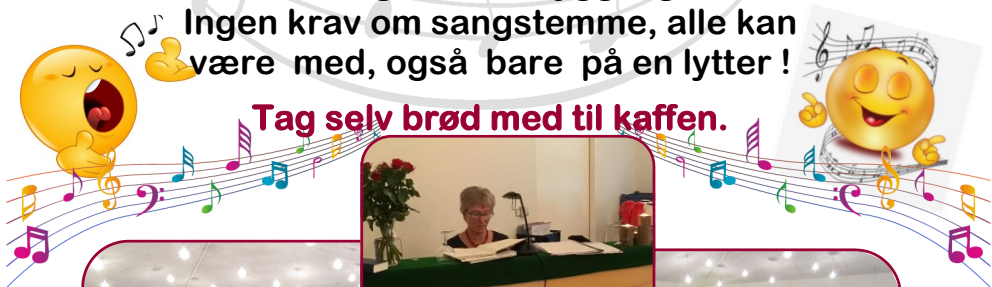 Ingen krav om sangstemme, alle kan
være med, også bare på en lytter !
Tag selv brød med til kaffen.